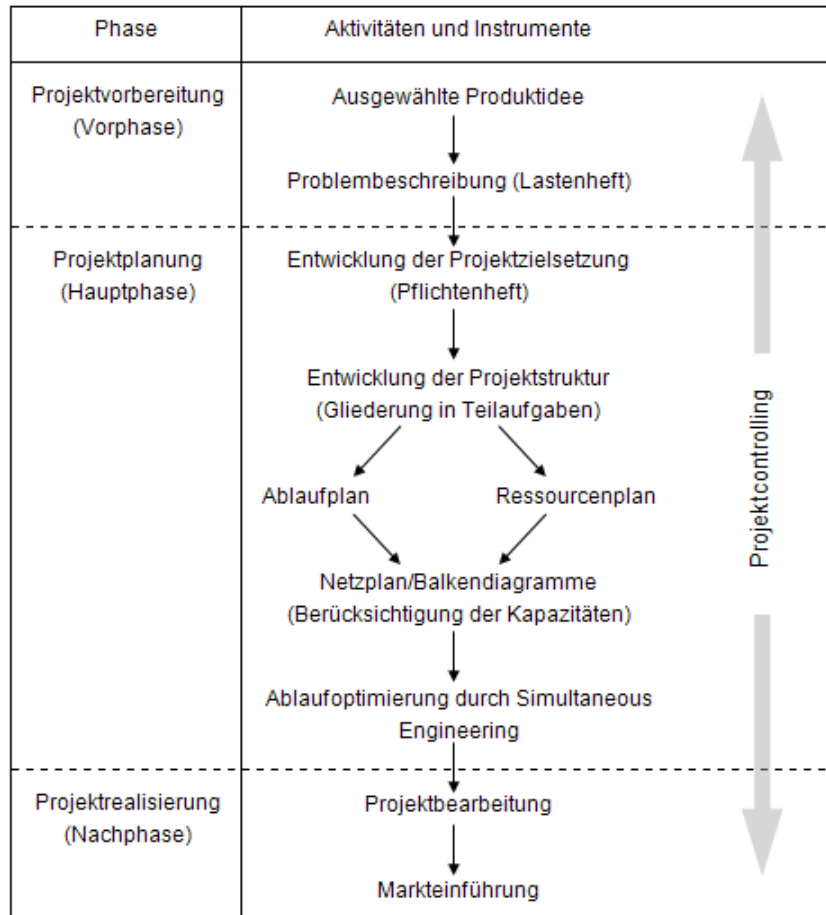 Phase
Aktivitäten und Instrumente
Projektvorbereitung
(Vorphase)
Ausgewählte Produktidee
Problembeschreibung (Lastenheft)
Projektplanung
(Hauptphase)
Entwicklung der Projektzielsetzung
(Pflichtenheft)
Entwicklung der Projektstruktur
(Gliederung in Teilaufgaben)
Ablaufplan
Ressourcenplan
Netzplan/Balkendiagramme
(Berücksichtigung der Kapazitäten)
Ablaufoptimierung durch Simultaneous
Engineering
Projektrealisierung
(Nachphase)
Projektbearbeitung
Markteinführung
Projektcontrolling